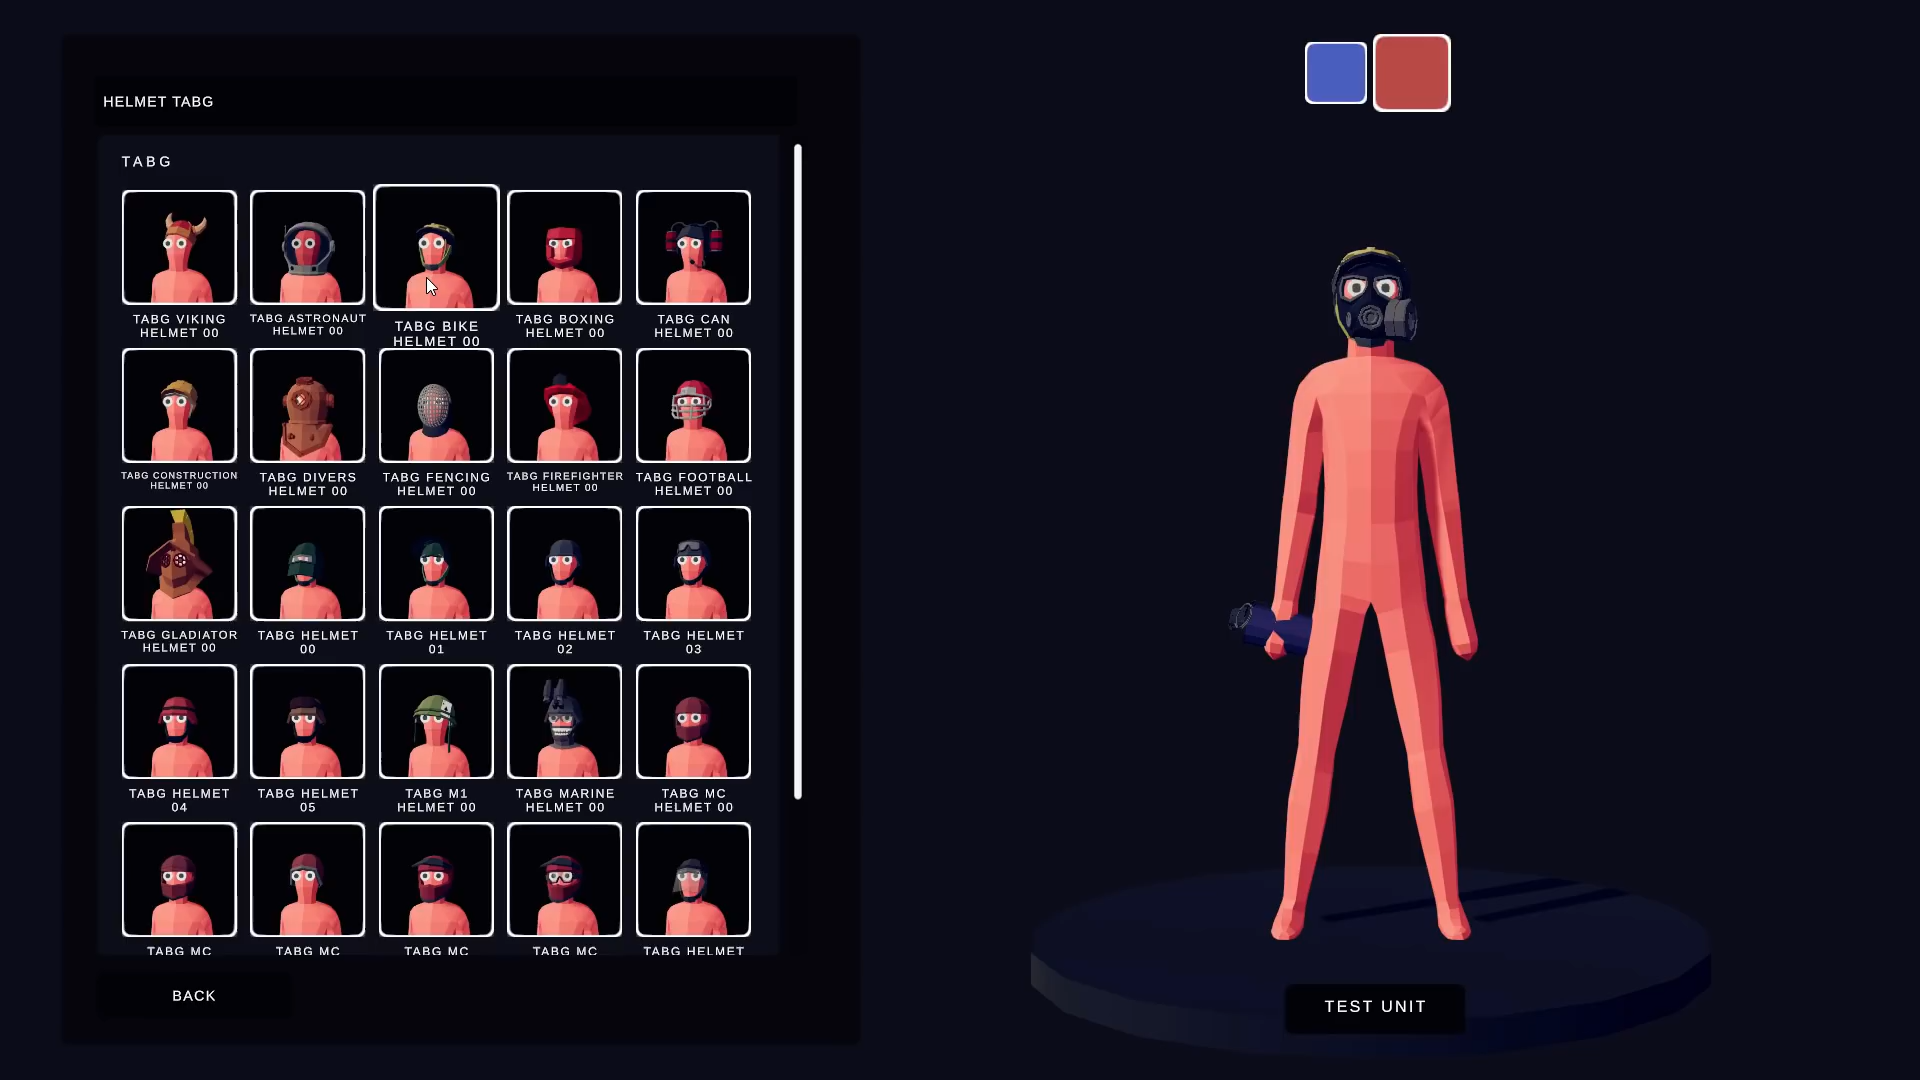 HELMET TABG
TABG
TABG VIKING
HELMET 00
TABG ASTRONAUT
HELMET 00
TABG BIKE
HELMET 00
TABG BOXING
HELMET 00
TABG CAN
HELMET 00
TABG CONSTRUCTION
HELMET 00
TABG DIVERS
HELMET 00
TABG FENCING
HELMET 00
TABG FIREFIGHTER
HELMET 00
TABG FOOTBALL
HELMET 00
TABG GLADIATOR
HELMET 00
TABG HELMET
00
TABG HELMET
01
TABG HELMET
02
TABG HELMET
03
TABG HELMET
04
TABG HELMET
05
TABG M1
HELMET 00
TABG MARINE
HELMET 00
TABG MC
HELMET 00
TABG MC
TABG MC
TABG MC
TABG MC
TABG HELMET
BACK
TEST UNIT